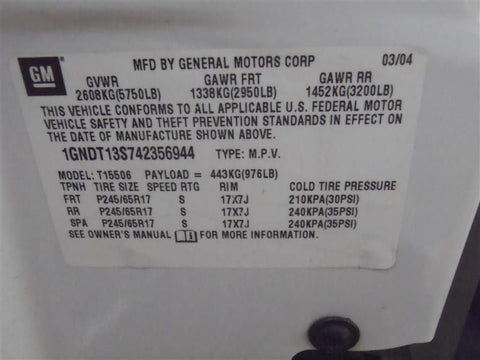 GM
MFD BY GENERAL MOTORS CORP 03/04
GVWR GAWR FRT GAWR RR
2608KG(5750LB) 1338KG(2950LB) 1452KG(3200LB)
THIS VEHICLE CONFORMS TO ALL APPLICABLE U.S. FEDERAL MOTOR
VEHICLE SAFETY AND THEFT PREVENTION STANDARDS IN EFFECT ON
THE DATE OF MANUFACTURE SHOWN ABOVE.
1GNDT13S742356944 TYPE: M.P.V.
MODEL: T15506 PAYLOAD = 443KG(976LB)
TPNH TIRE SIZE SPEED RTG RIM COLD TIRE PRESSURE
FRT P245/65R17 S 17X7J 210KPA(30PSI)
RR P245/65R17 S 17X7J 240KPA(35PSI)
SPA P245/65R17 S 17X7J 240KPA(35PSI)
SEE OWNER'S MANUAL FOR MORE INFORMATION.